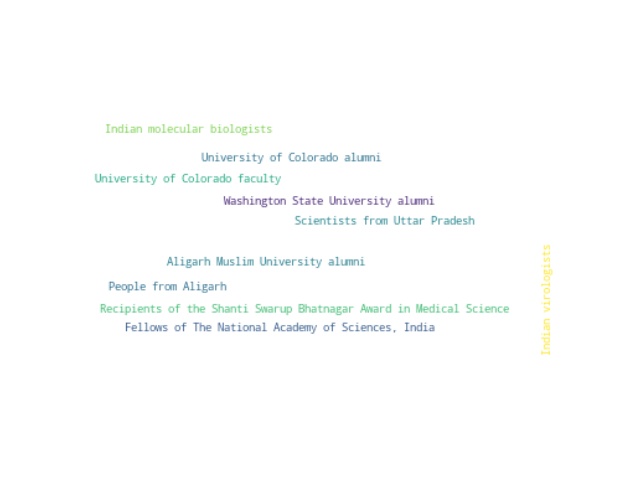 Indian molecular biologists
University of Colorado alumni
University of Colorado faculty
Washington State University alumni
Scientists from Uttar Pradesh
Aligarh Muslim University alumni
People from Aligarh
Recipients of the Shanti Swarup Bhatnagar Award in Medical Science
Fellows of The National Academy of Sciences, India
Indian virologists